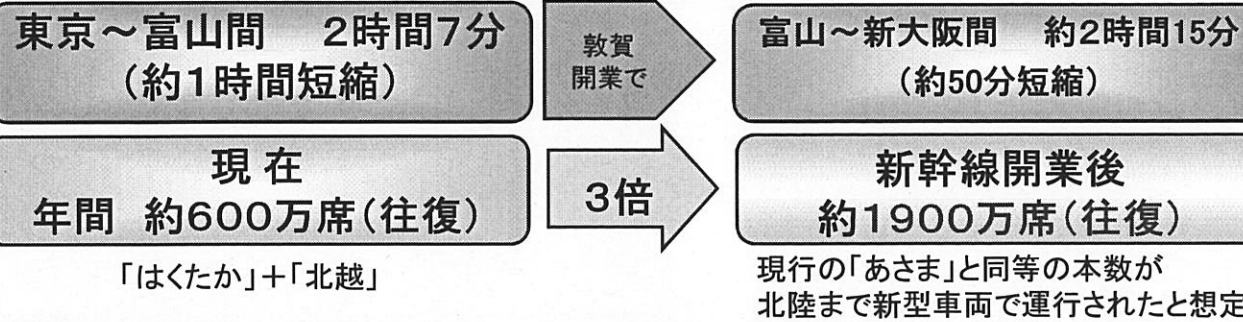 東京～富山間　2時間7分
(約1時間短縮)
敦賀
開業で
富山～新大阪間　約2時間15分
(約50分短縮)
現在
年間　約600万席(往復)
3倍
新幹線開業後
約1900万席(往復)
「はくたか」＋「北越」
現行の「あさま」と同等の本数が
北陸まで新型車両で運行されたと想定